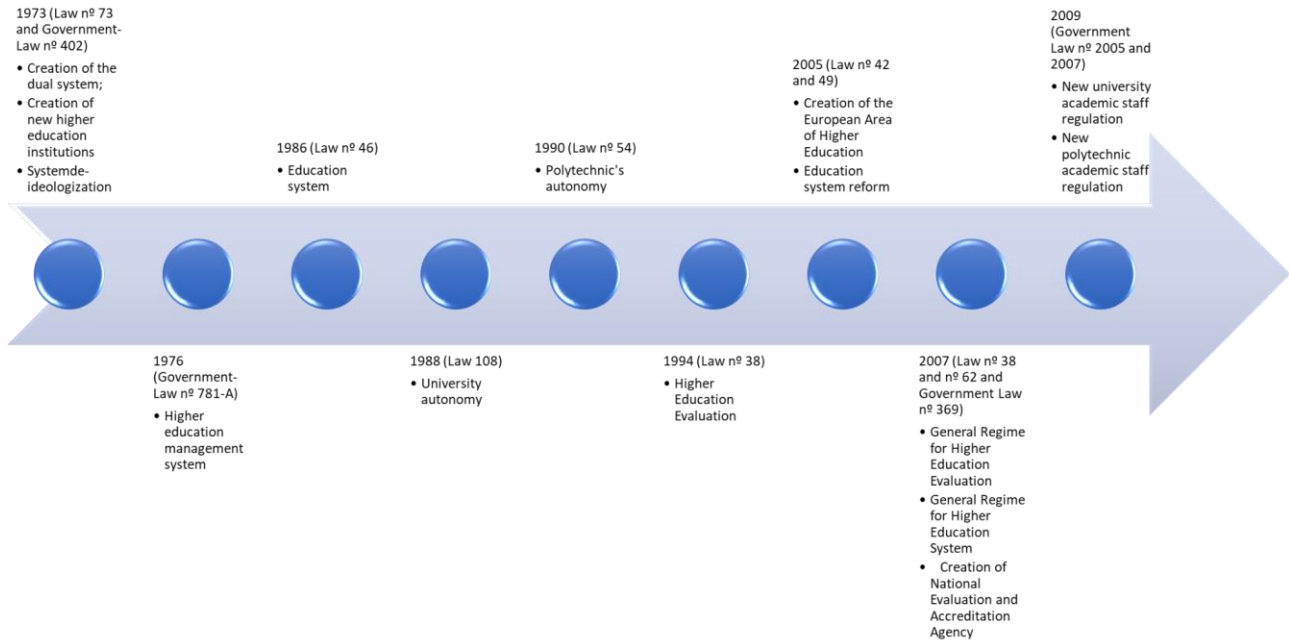 1973 (Law nº 73
and Government-
Law nº 402)
• Creation of the
dual system;
• Creation of
new higher
education
institutions
• Systemde-
ideologization
1976
(Government-
Law nº 781-A)
• Higher
education
management
system
1986 (Law nº 46)
• Education
system
1988 (Law 108)
• University
autonomy
1990 (Law nº 54)
• Polytechnic's
autonomy
1994 (Law nº 38)
• Higher
Education
Evaluation
2005 (Law nº 42
and 49)
• Creation of the
European Area
of Higher
Education
• Education
system reform
2007 (Law nº 38
and nº 62 and
Government Law
nº 369)
• General Regime
for Higher
Education
Evaluation
• General Regime
for Higher
Education
System
• Creation of
National
Evaluation and
Accreditation
Agency
2009
(Government
Law nº 2005 and
2007)
• New university
academic staff
regulation
• New
polytechnic
academic staff
regulation